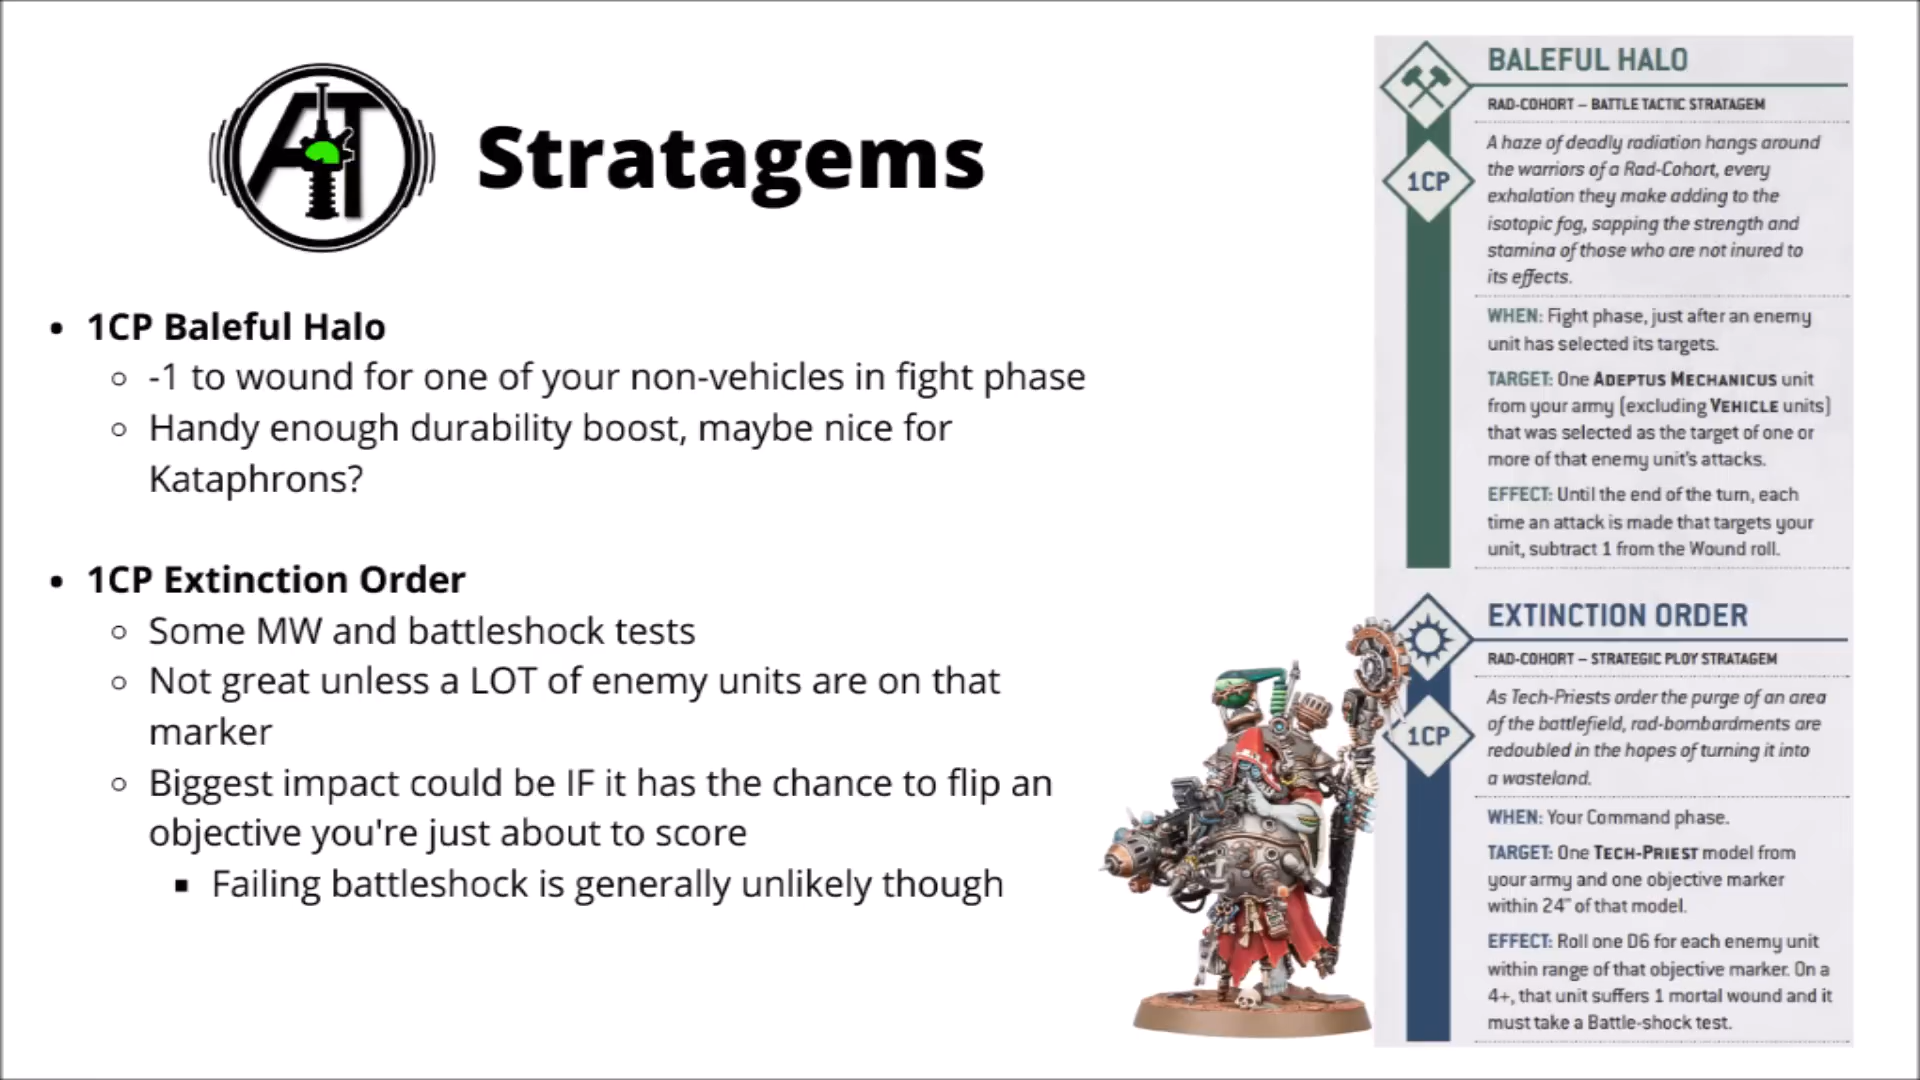 AT
Stratagems
• 1CP Baleful Halo
○ -1 to wound for one of your non-vehicles in fight phase
○ Handy enough durability boost, maybe nice for
Kataphrons?
• 1CP Extinction Order
○ Some MW and battleshock tests
○ Not great unless a LOT of enemy units are on that
marker
○ Biggest impact could be IF it has the chance to flip an
objective you're just about to score
▪ Failing battleshock is generally unlikely though
BALEFUL HALO
RAD-COHORT – BATTLE TACTIC STRATAGEM
1CP
A haze of deadly radiation hangs around
the warriors of a Rad-Cohort, every
exhalation they make adding to the
isotopic fog, sapping the strength and
stamina of those who are not inured to
its effects.
WHEN: Fight phase, just after an enemy
unit has selected its targets.
TARGET: One ADEPTUS MECHANICUS unit
from your army (excluding VEHICLE units)
that was selected as the target of one or
more of that enemy unit's attacks.
EFFECT: Until the end of the turn, each
time an attack is made that targets your
unit, subtract 1 from the Wound roll.
EXTINCTION ORDER
RAD-COHORT – STRATEGIC PLOY STRATAGEM
1CP
As Tech-Priests order the purge of an area
of the battlefield, rad-bombardments are
redoubled in the hopes of turning it into
a wasteland.
WHEN: Your Command phase.
TARGET: One TECH-PRIEST model from
your army and one objective marker
within 24" of that model.
EFFECT: Roll one D6 for each enemy unit
within range of that objective marker. On a
4+, that unit suffers 1 mortal wound and it
must take a Battle-shock test.